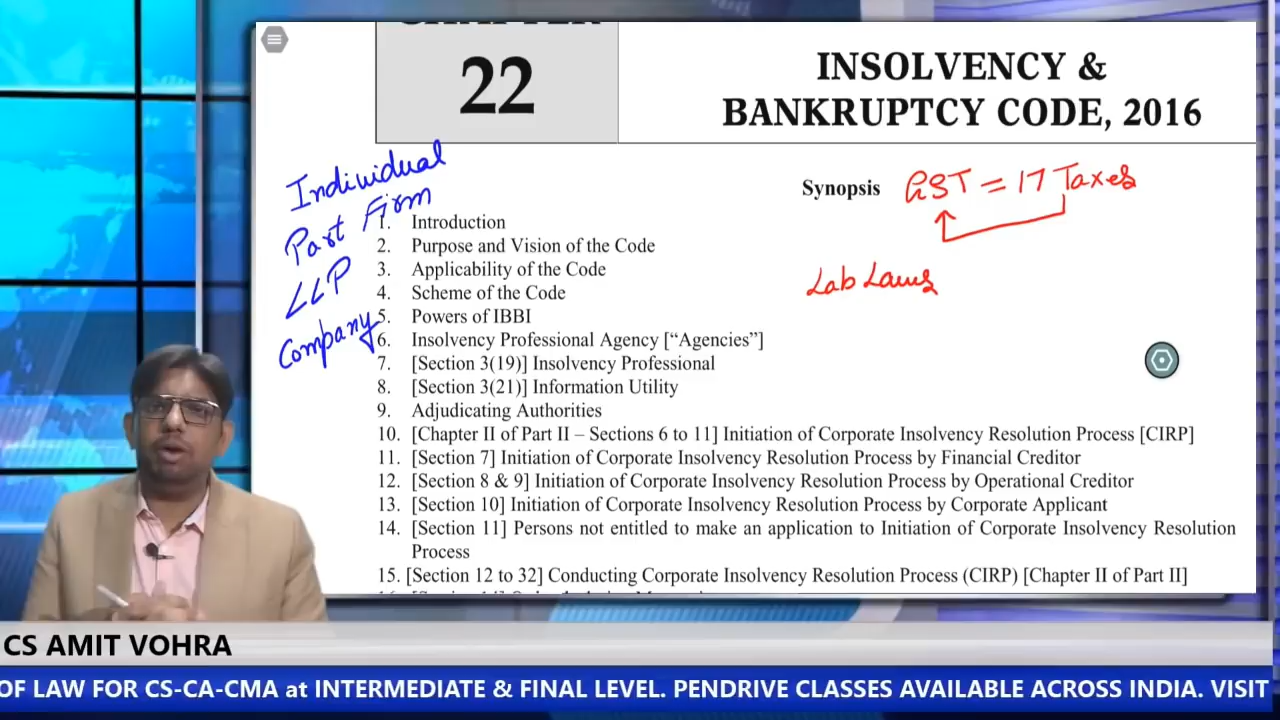 22
INSOLVENCY &
BANKRUPTCY CODE, 2016
Individual
Part Firm
LLP
Company
Synopsis
GST = 17 Taxes
Lab Laws
1. Introduction
2. Purpose and Vision of the Code
3. Applicability of the Code
4. Scheme of the Code
5. Powers of IBBI
6. Insolvency Professional Agency [“Agencies”]
7. [Section 3(19)] Insolvency Professional
8. [Section 3(21)] Information Utility
9. Adjudicating Authorities
10. [Chapter II of Part II – Sections 6 to 11] Initiation of Corporate Insolvency Resolution Process [CIRP]
11. [Section 7] Initiation of Corporate Insolvency Resolution Process by Financial Creditor
12. [Section 8 & 9] Initiation of Corporate Insolvency Resolution Process by Operational Creditor
13. [Section 10] Initiation of Corporate Insolvency Resolution Process by Corporate Applicant
14. [Section 11] Persons not entitled to make an application to Initiation of Corporate Insolvency Resolution
Process
15. [Section 12 to 32] Conducting Corporate Insolvency Resolution Process (CIRP) [Chapter II of Part II]
CS AMIT VOHRA
OF LAW FOR CS-CA-CMA at INTERMEDIATE & FINAL LEVEL. PENDRIVE CLASSES AVAILABLE ACROSS INDIA. VISIT